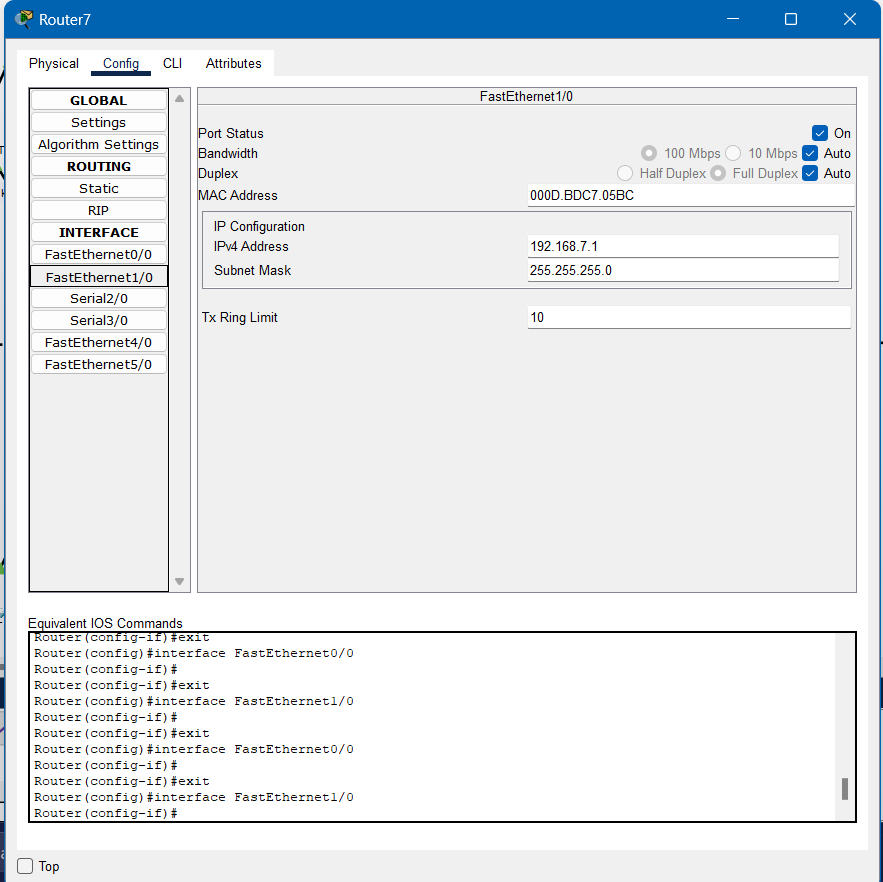 Router7
Physical Config CLI Attributes
GLOBAL
Settings
Algorithm Settings
ROUTING
Static
RIP
INTERFACE
FastEthernet0/0
FastEthernet1/0
Serial2/0
Serial3/0
FastEthernet4/0
FastEthernet5/0
FastEthernet1/0
Port Status On
Bandwidth 100 Mbps 10 Mbps Auto
Duplex Half Duplex Full Duplex Auto
MAC Address 000D.BDC7.05BC
IP Configuration
IPv4 Address 192.168.7.1
Subnet Mask 255.255.255.0
Tx Ring Limit 10
Equivalent IOS Commands
Router(config-if)#exit
Router(config)#interface FastEthernet0/0
Router(config-if)#
Router(config-if)#exit
Router(config)#interface FastEthernet1/0
Router(config-if)#
Router(config-if)#exit
Router(config)#interface FastEthernet0/0
Router(config-if)#
Router(config-if)#exit
Router(config)#interface FastEthernet1/0
Router(config-if)#
Top